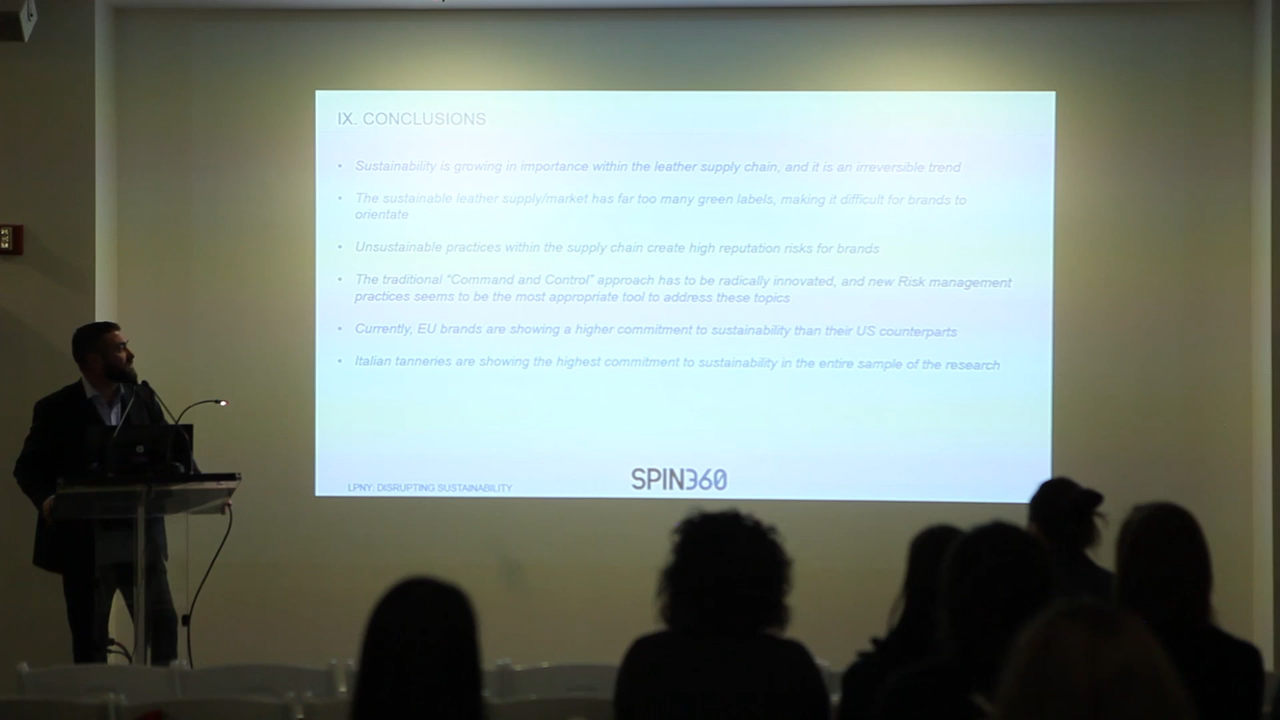 IX. CONCLUSIONS
• Sustainability is growing in importance within the leather supply chain, and it is an irreversible trend
• The sustainable leather supply/market has far too many green labels, making it difficult for brands to
orientate
• Unsustainable practices within the supply chain create high reputation risks for brands
• The traditional "Command and Control" approach has to be radically innovated, and new Risk management
practices seems to be the most appropriate tool to address these topics
• Currently, EU brands are showing a higher commitment to sustainability than their US counterparts
• Italian tanneries are showing the highest commitment to sustainability in the entire sample of the research
LPNY: DISRUPTING SUSTAINABILITY
SPIN360